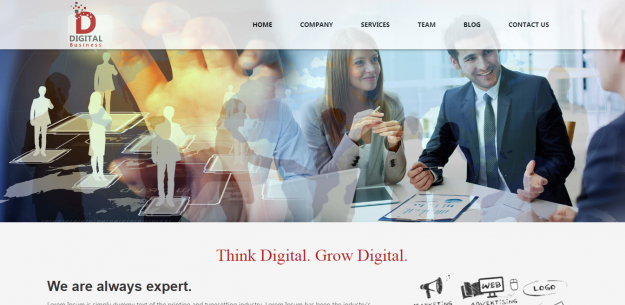 DIGITAL
Business
HOME COMPANY SERVICES TEAM BLOG CONTACT US
Think Digital. Grow Digital.
We are always expert.
Lorem Ipsum is simply dummy text of the printing and typesetting industry. Lorem Ipsum has been the industry's
MARKETING
WEB
ADVERTISING
LOGO